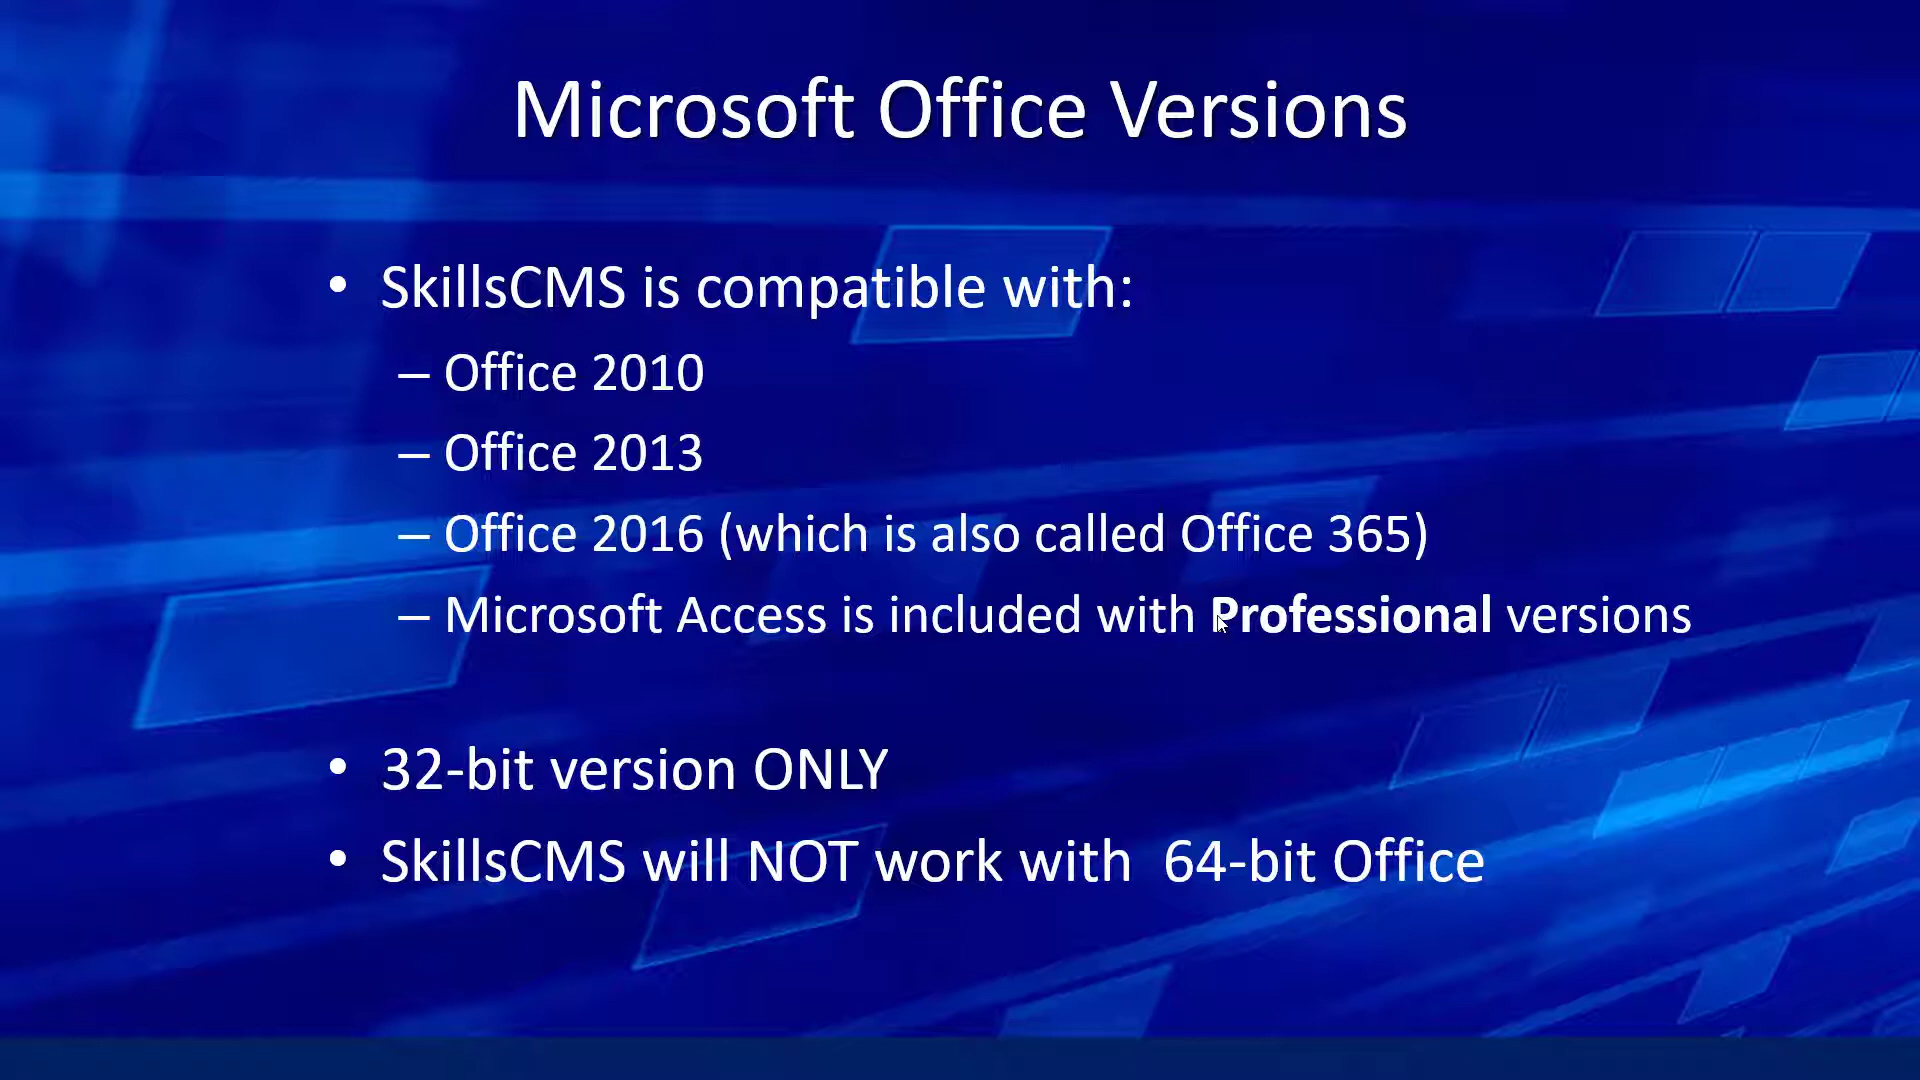 Microsoft Office Versions
• SkillsCMS is compatible with:
– Office 2010
– Office 2013
– Office 2016 (which is also called Office 365)
– Microsoft Access is included with Professional versions
• 32-bit version ONLY
• SkillsCMS will NOT work with  64-bit Office